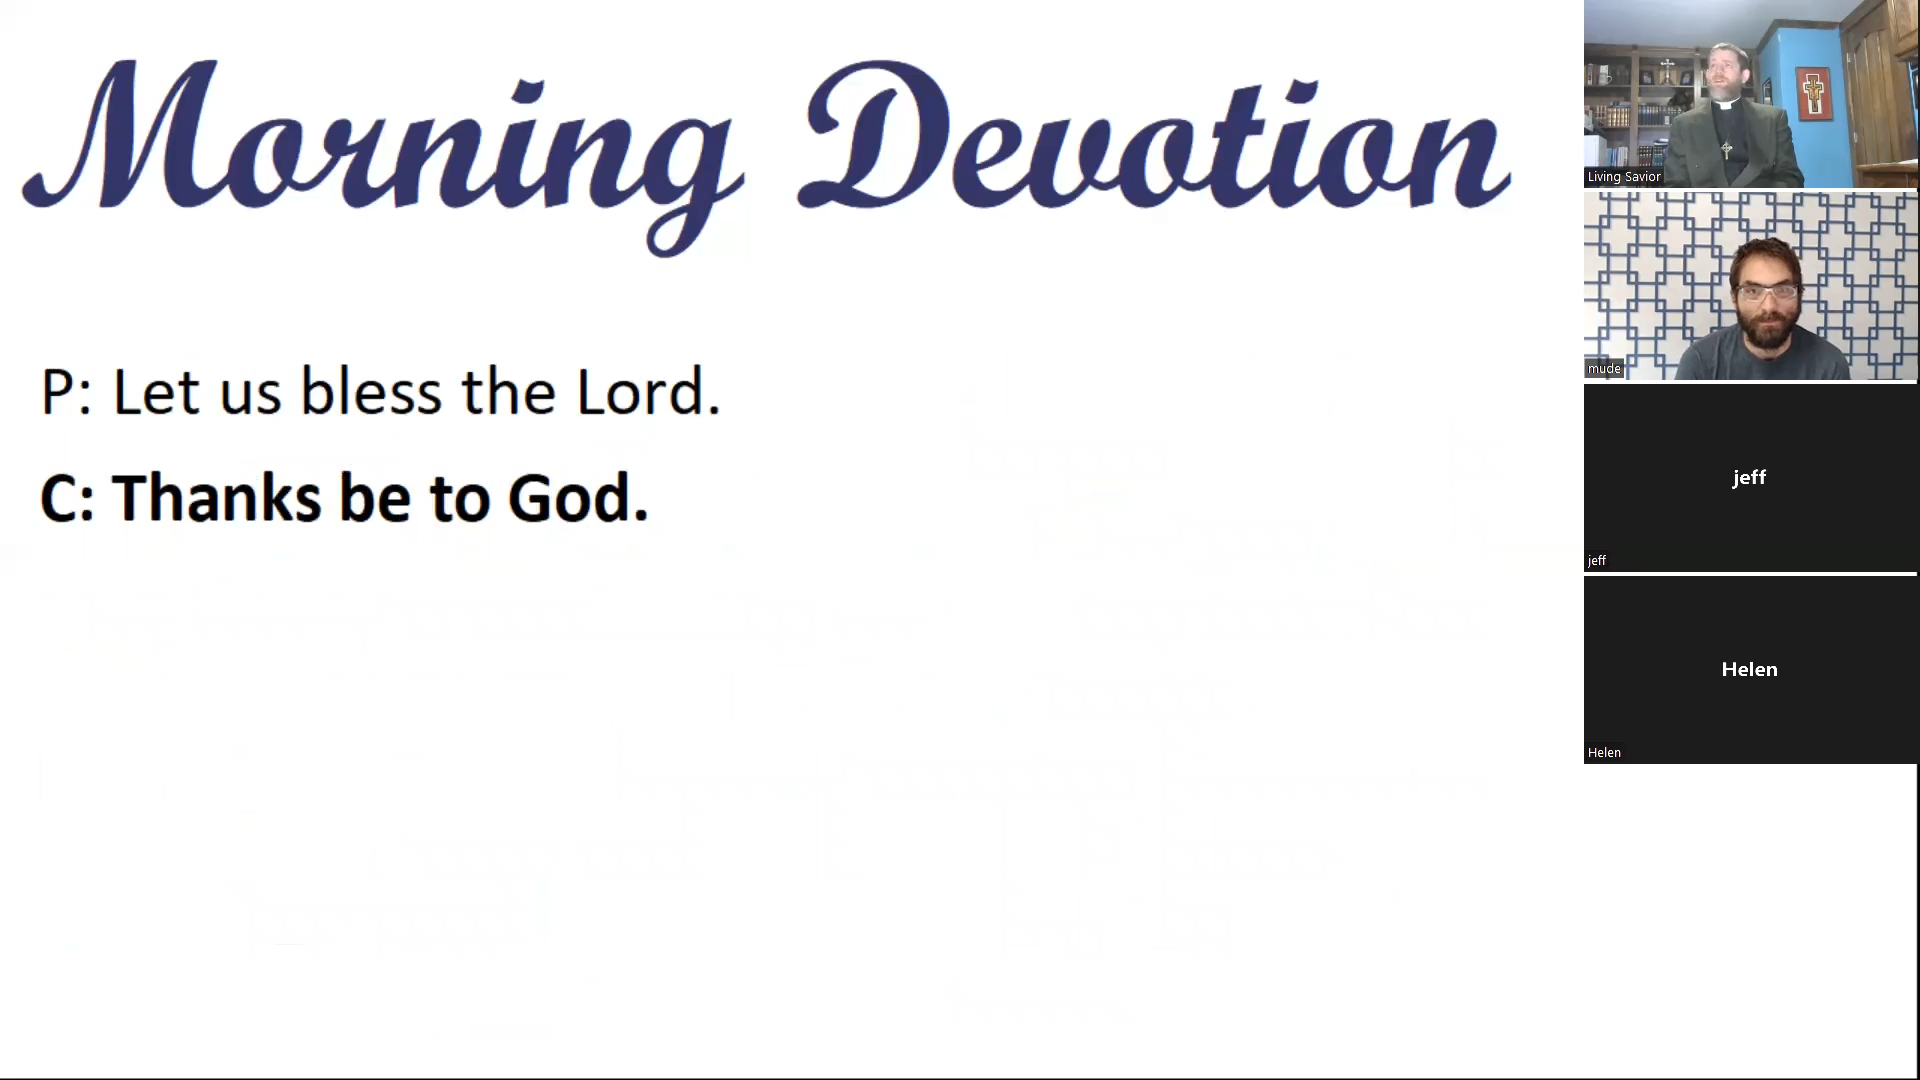 Morning Devotion
P: Let us bless the Lord.
C: Thanks be to God.
Living Savior
mude
jeff
jeff
Helen
Helen